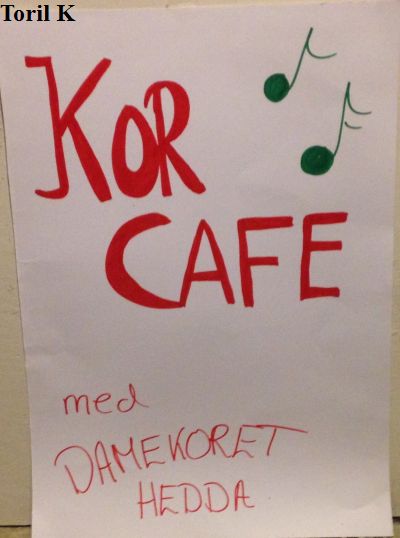 Toril K
KOR
CAFE
med
DAMEKORET
HEDDA